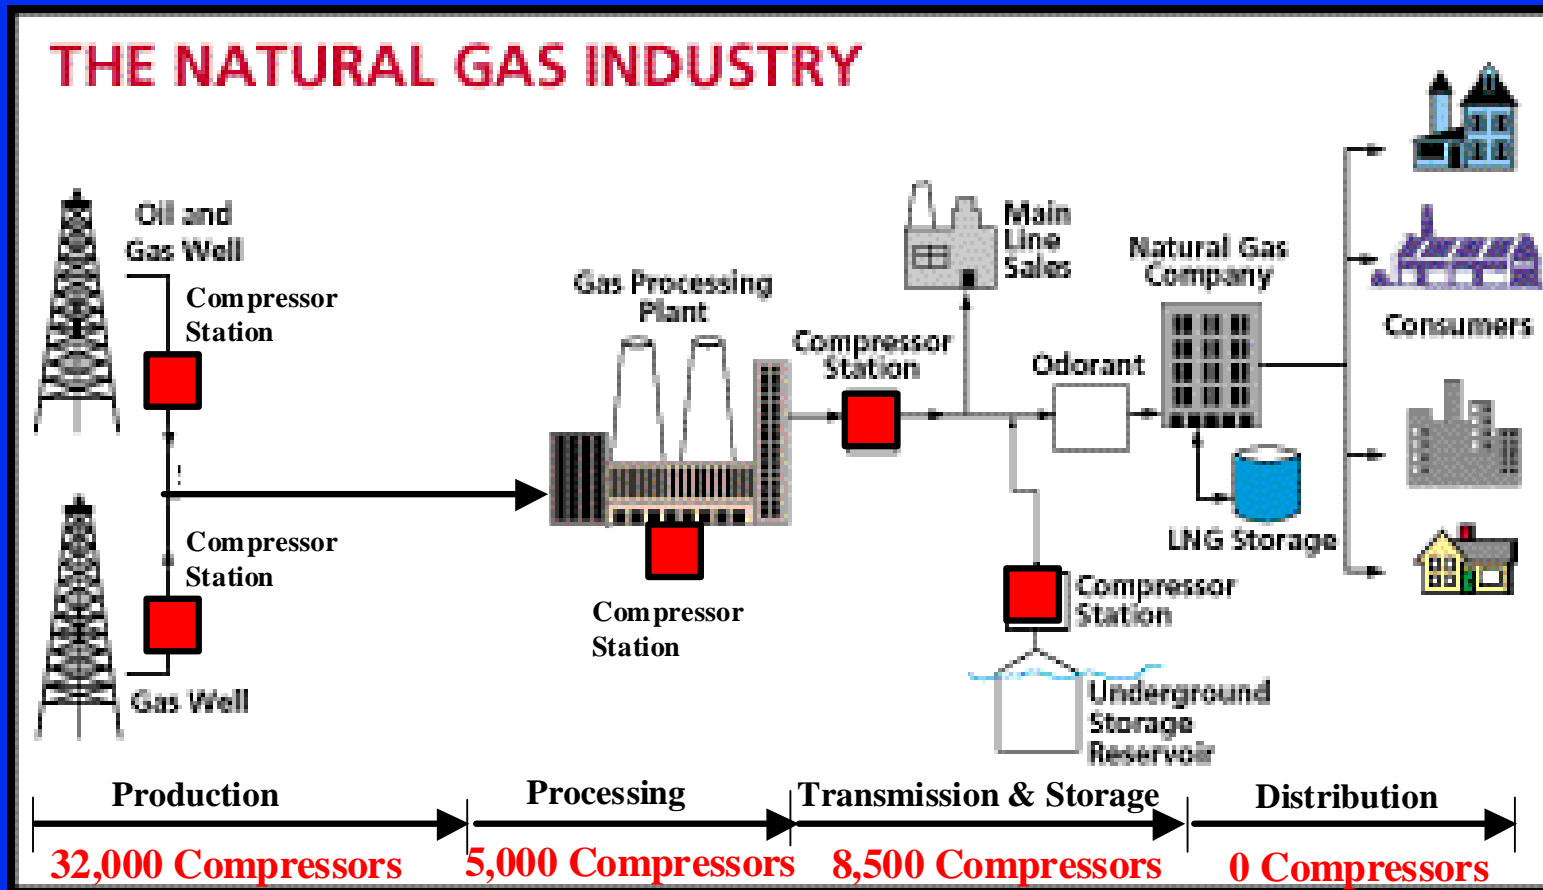 THE NATURAL GAS INDUSTRY
Oil and
Gas Well
Compressor
Station
Compressor
Station
Gas Well
Gas Processing
Plant
Compressor
Station
Compressor
Station
Main
Line
Sales
Odorant
Natural Gas
Company
LNG Storage
Compressor
Station
Underground
Storage
Reservoir
Consumers
Production
Processing
Transmission & Storage
Distribution
32,000 Compressors
5,000 Compressors
8,500 Compressors
0 Compressors